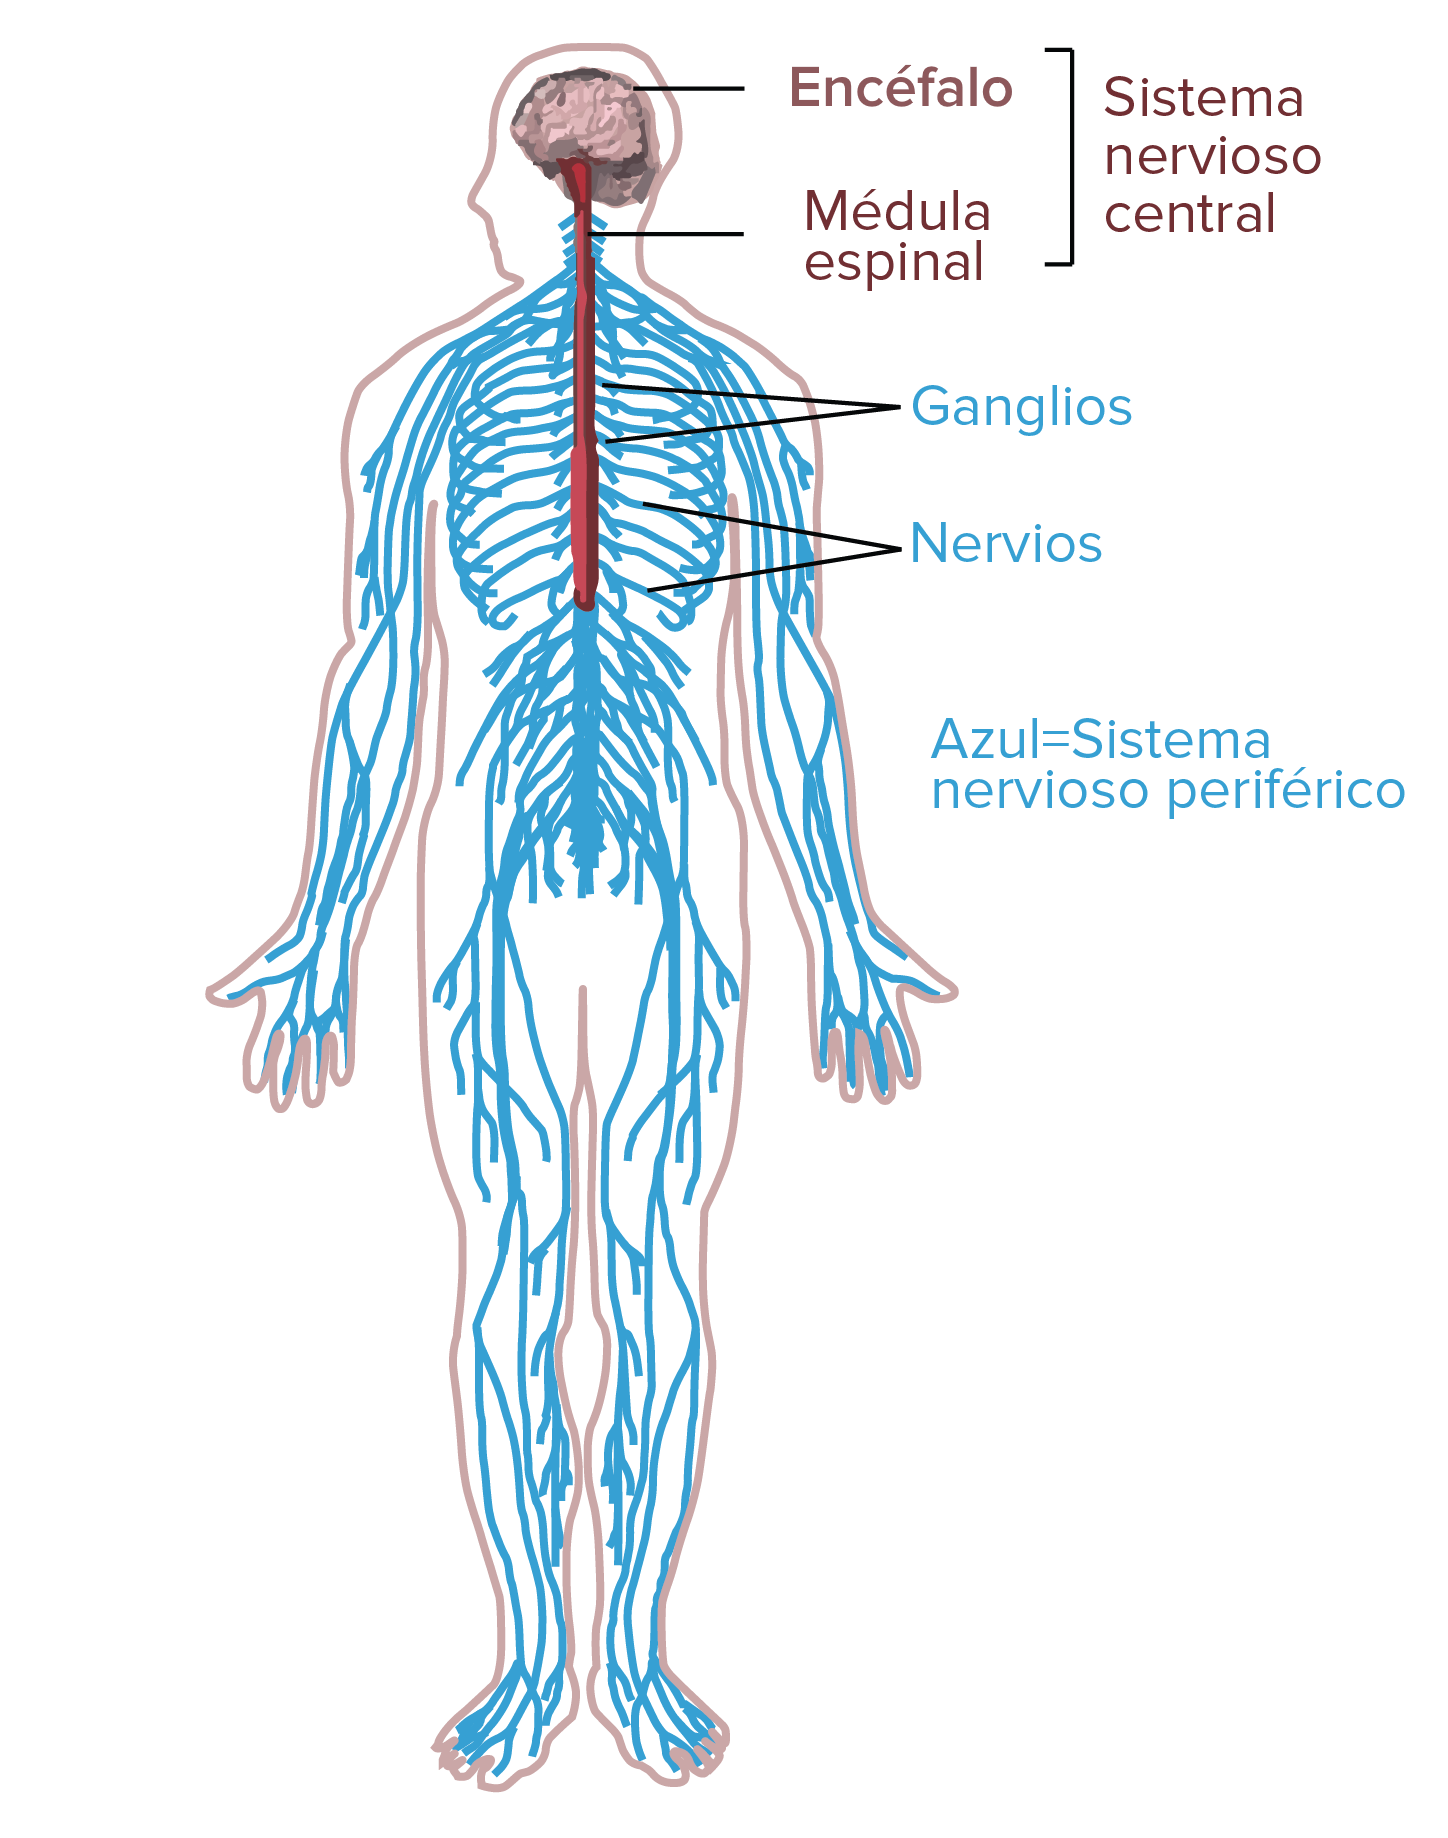 Encéfalo
Médula
espinal
Sistema
nervioso
central
Ganglios
Nervios
Azul=Sistema
nervioso periférico